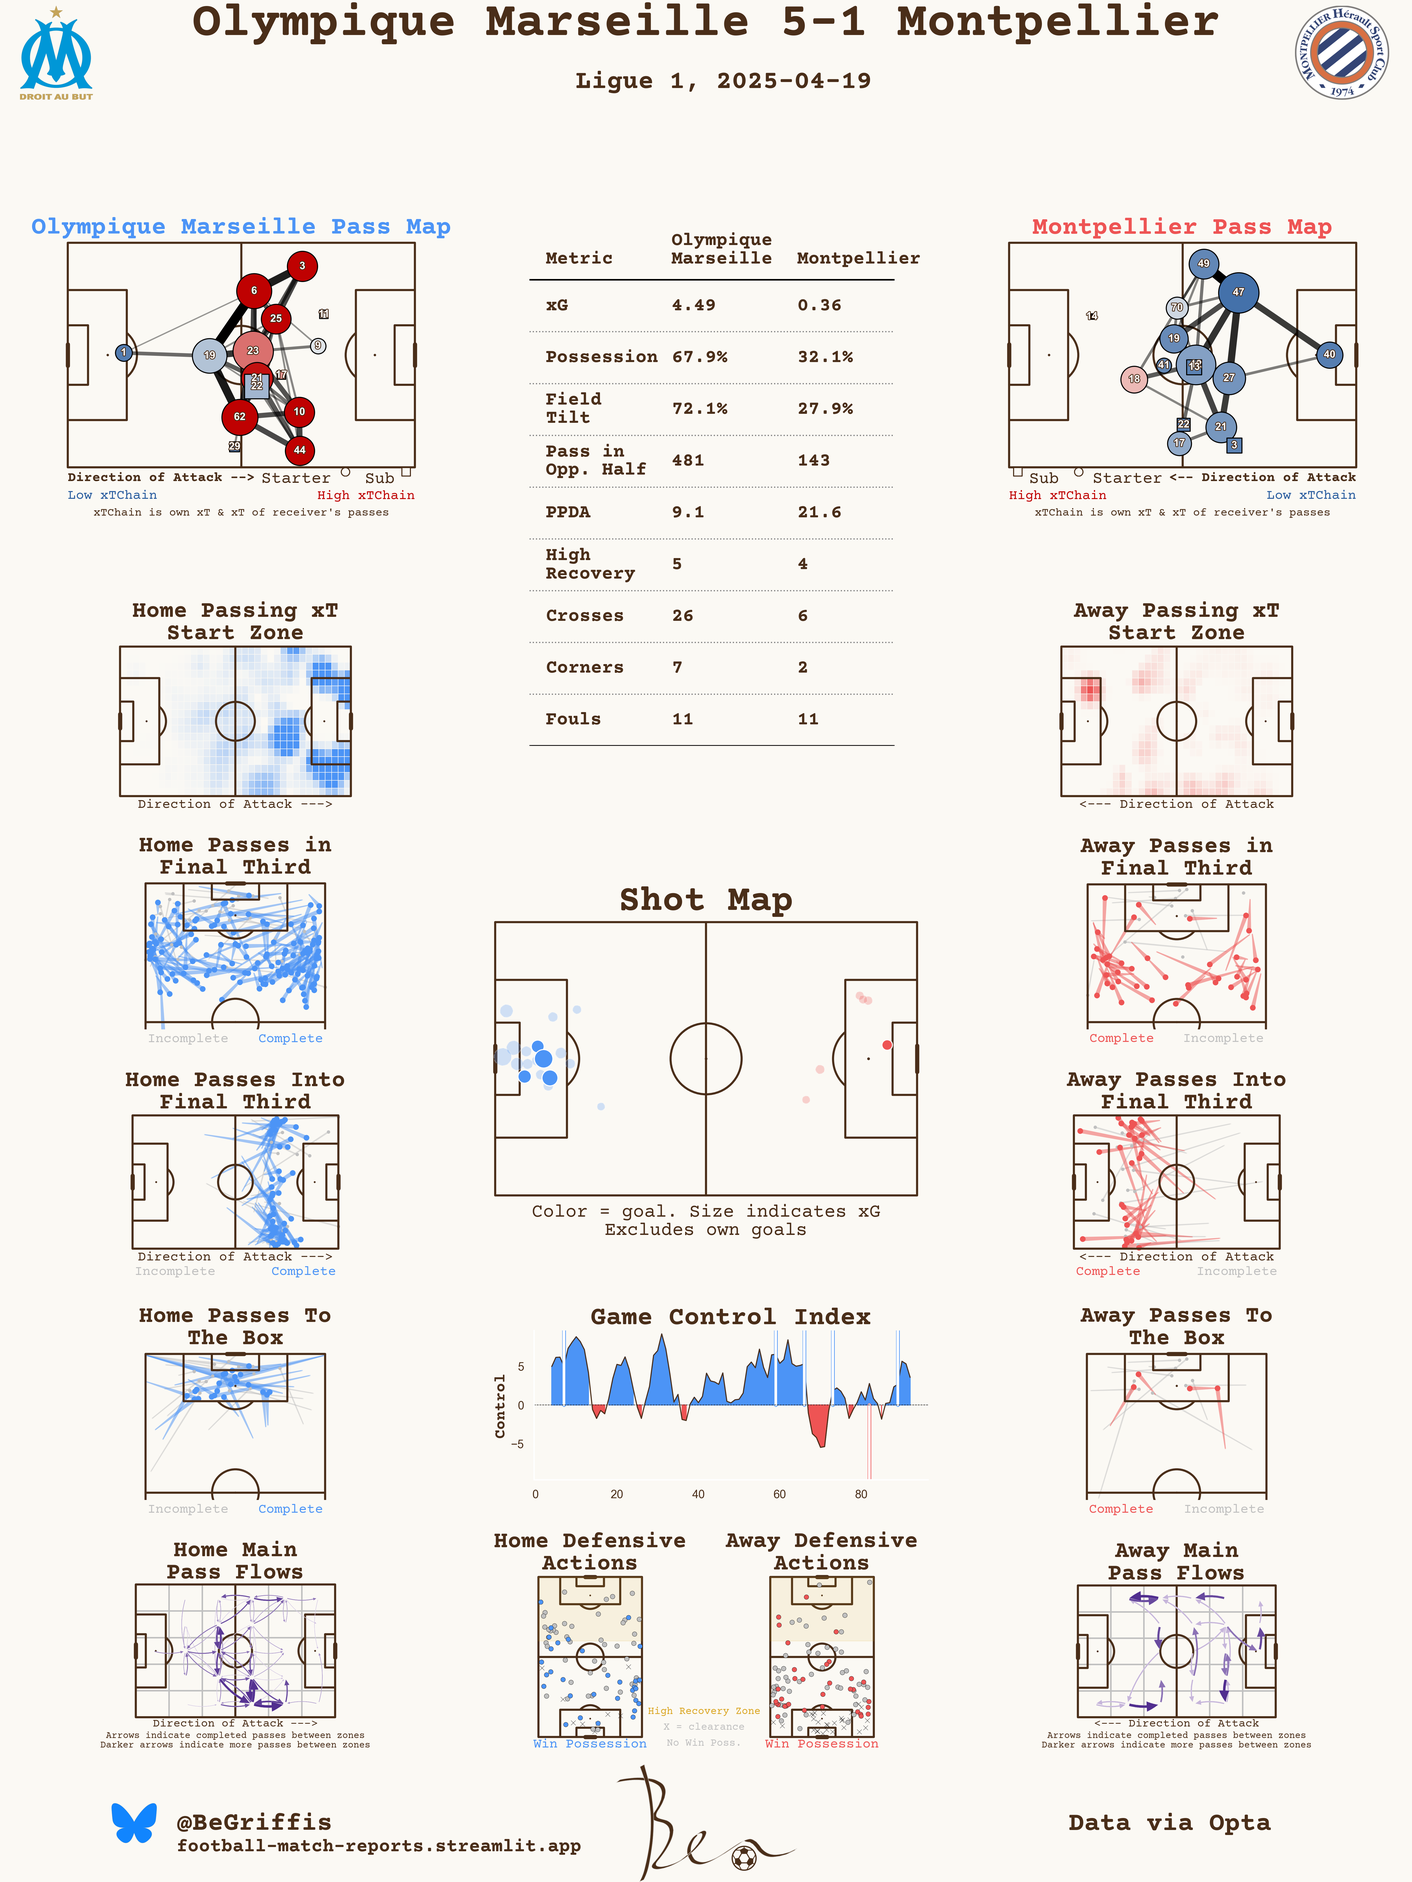 Olympique Marseille 5-1 Montpellier
Ligue 1, 2025-04-19
DROIT AU BUT
MONTPELLIER Hérault Sport Club
1974
Olympique Marseille Pass Map
3
6
25
11
1
19
23
9
21
17
22
62
10
29
44
Direction of Attack --> Starter Sub
Low xTChain High xTChain
xTChain is own xT & xT of receiver's passes
Metric Olympique Marseille Montpellier
xG 4.49 0.36
Possession 67.9% 32.1%
Field Tilt 72.1% 27.9%
Pass in Opp. Half 481 143
PPDA 9.1 21.6
High Recovery 5 4
Crosses 26 6
Corners 7 2
Fouls 11 11
Montpellier Pass Map
49
47
70
14
19
40
41
13
18
27
22
21
17
3
Sub Starter <-- Direction of Attack
High xTChain Low xTChain
xTChain is own xT & xT of receiver's passes
Home Passing xT
Start Zone
Direction of Attack --->
Away Passing xT
Start Zone
<--- Direction of Attack
Home Passes in
Final Third
Incomplete Complete
Away Passes in
Final Third
Complete Incomplete
Shot Map
Color = goal. Size indicates xG
Excludes own goals
Home Passes Into
Final Third
Direction of Attack --->
Incomplete Complete
Away Passes Into
Final Third
<--- Direction of Attack
Complete Incomplete
Home Passes To
The Box
Incomplete Complete
Game Control Index
Control
5
0
−5
0 20 40 60 80
Away Passes To
The Box
Complete Incomplete
Home Main
Pass Flows
Direction of Attack --->
Arrows indicate completed passes between zones
Darker arrows indicate more passes between zones
Home Defensive
Actions
Win Possession
High Recovery Zone
X = clearance
No Win Poss.
Away Defensive
Actions
Win Possession
Away Main
Pass Flows
<--- Direction of Attack
Arrows indicate completed passes between zones
Darker arrows indicate more passes between zones
@BeGriffis
football-match-reports.streamlit.app
Ben
Data via Opta